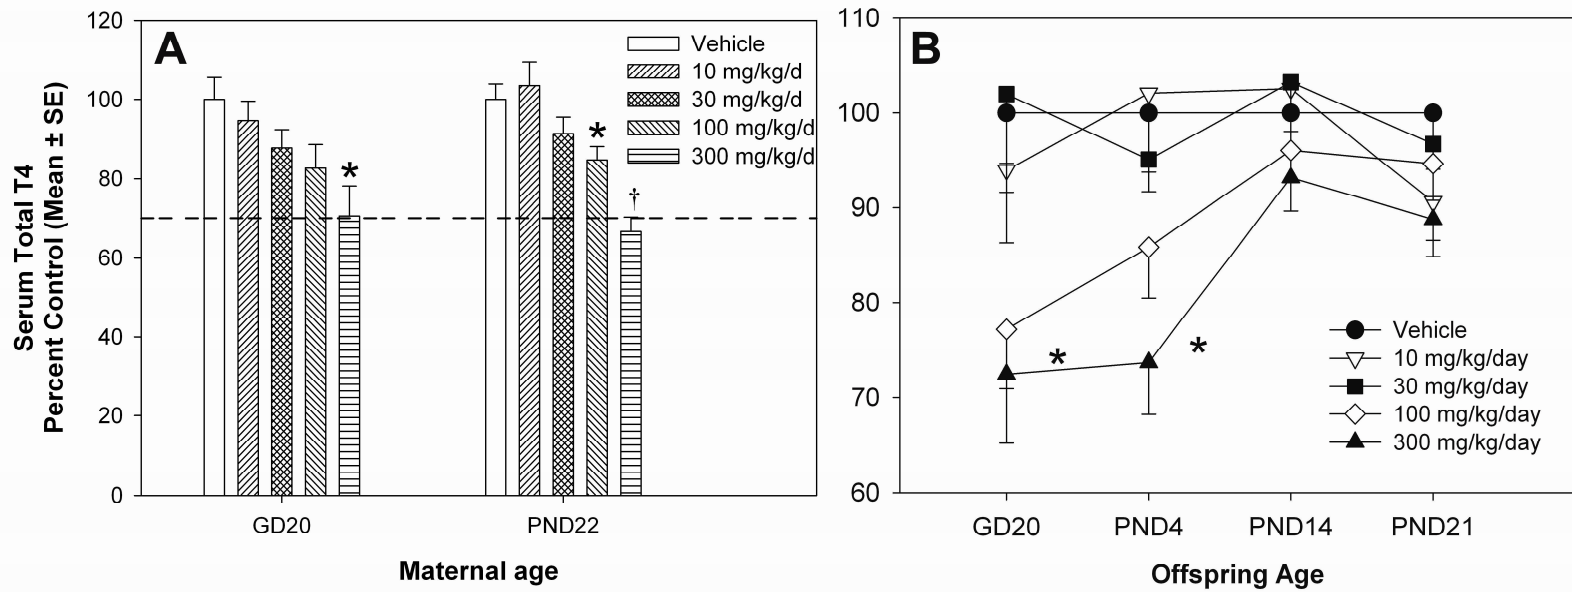 A
Serum Total T4
Percent Control (Mean ± SE)
120
100
80
60
40
20
0
Vehicle
10 mg/kg/d
30 mg/kg/d
100 mg/kg/d
300 mg/kg/d
*
*
†
GD20
PND22
Maternal age
B
110
100
90
80
70
60
*
*
Vehicle
10 mg/kg/day
30 mg/kg/day
100 mg/kg/day
300 mg/kg/day
GD20
PND4
PND14
PND21
Offspring Age